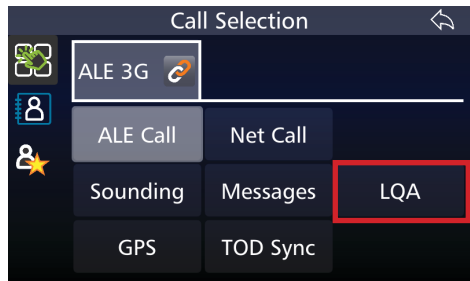 Call Selection
ALE 3G
ALE Call
Net Call
Sounding
Messages
LQA
GPS
TOD Sync